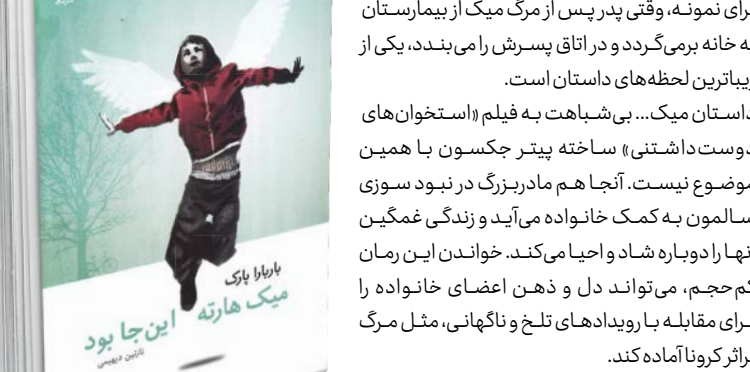 برای نمونه، وقتی پدر پس از مرگ میک از بیمارستان
به خانه برمی‌گردد و در اتاق پسرش را می‌بندد، یکی از
زیباترین لحظه‌های داستان است.
داستان میک... بی‌شباهت به فیلم «استخوان‌های
دوست‌داشتنی» ساخته پیتر جکسون با همین
موضوع نیست. آنجا هم مادربزرگ در نبود سوزی
سالمون به کمک خانواده می‌آید و زندگی غمگین
آنها را دوباره شاد و احیا می‌کند. خواندن این رمان
کم‌حجم، می‌تواند دل و ذهن اعضای خانواده را
برای مقابله با رویدادهای تلخ و ناگهانی، مثل مرگ
براثر کرونا آماده کند.
باربارا پارک
میک هارته این‌جا بود
نازنین دیهیمی